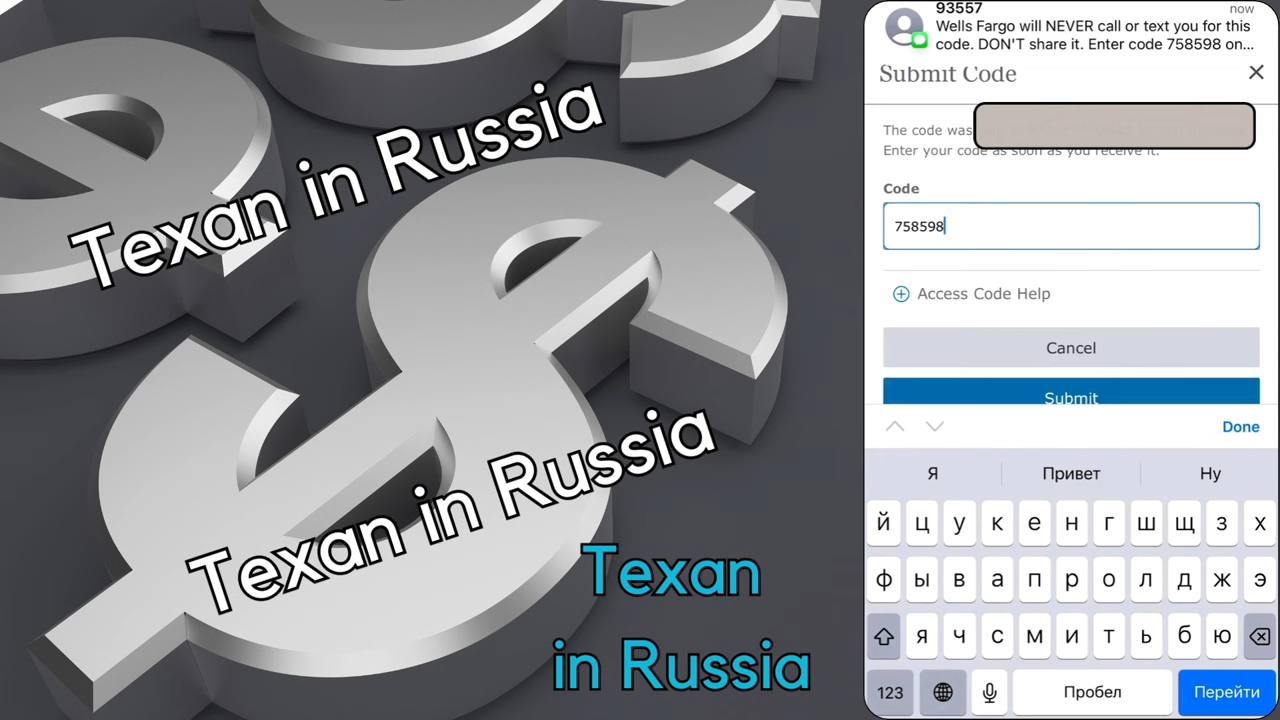 Texan in Russia
Texan in Russia
Texan
in Russia
93557
now
Wells Fargo will NEVER call or text you for this
code. DON'T share it. Enter code 758598 on...
Submit Code
The code was
Enter your code as soon as you receive it.
Code
758598
Access Code Help
Cancel
Submit
Done
Я Привет Ну
й ц у к е н г ш щ з х
ф ы в а п р о л д ж э
я ч с м и т ь б ю
123 Пробел Перейти